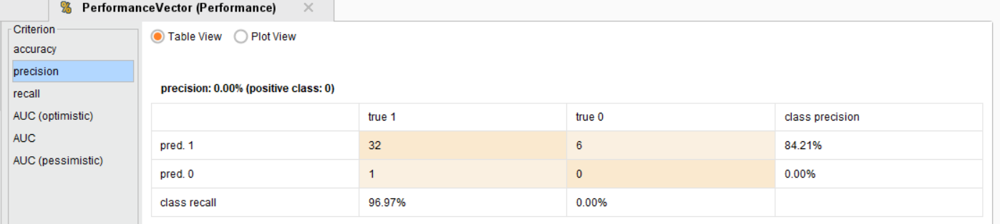 PerformanceVector (Performance)
Criterion
accuracy
precision
recall
AUC (optimistic)
AUC
AUC (pessimistic)
Table View Plot View
precision: 0.00% (positive class: 0)
true 1 true 0 class precision
pred. 1 32 6 84.21%
pred. 0 1 0 0.00%
class recall 96.97% 0.00%